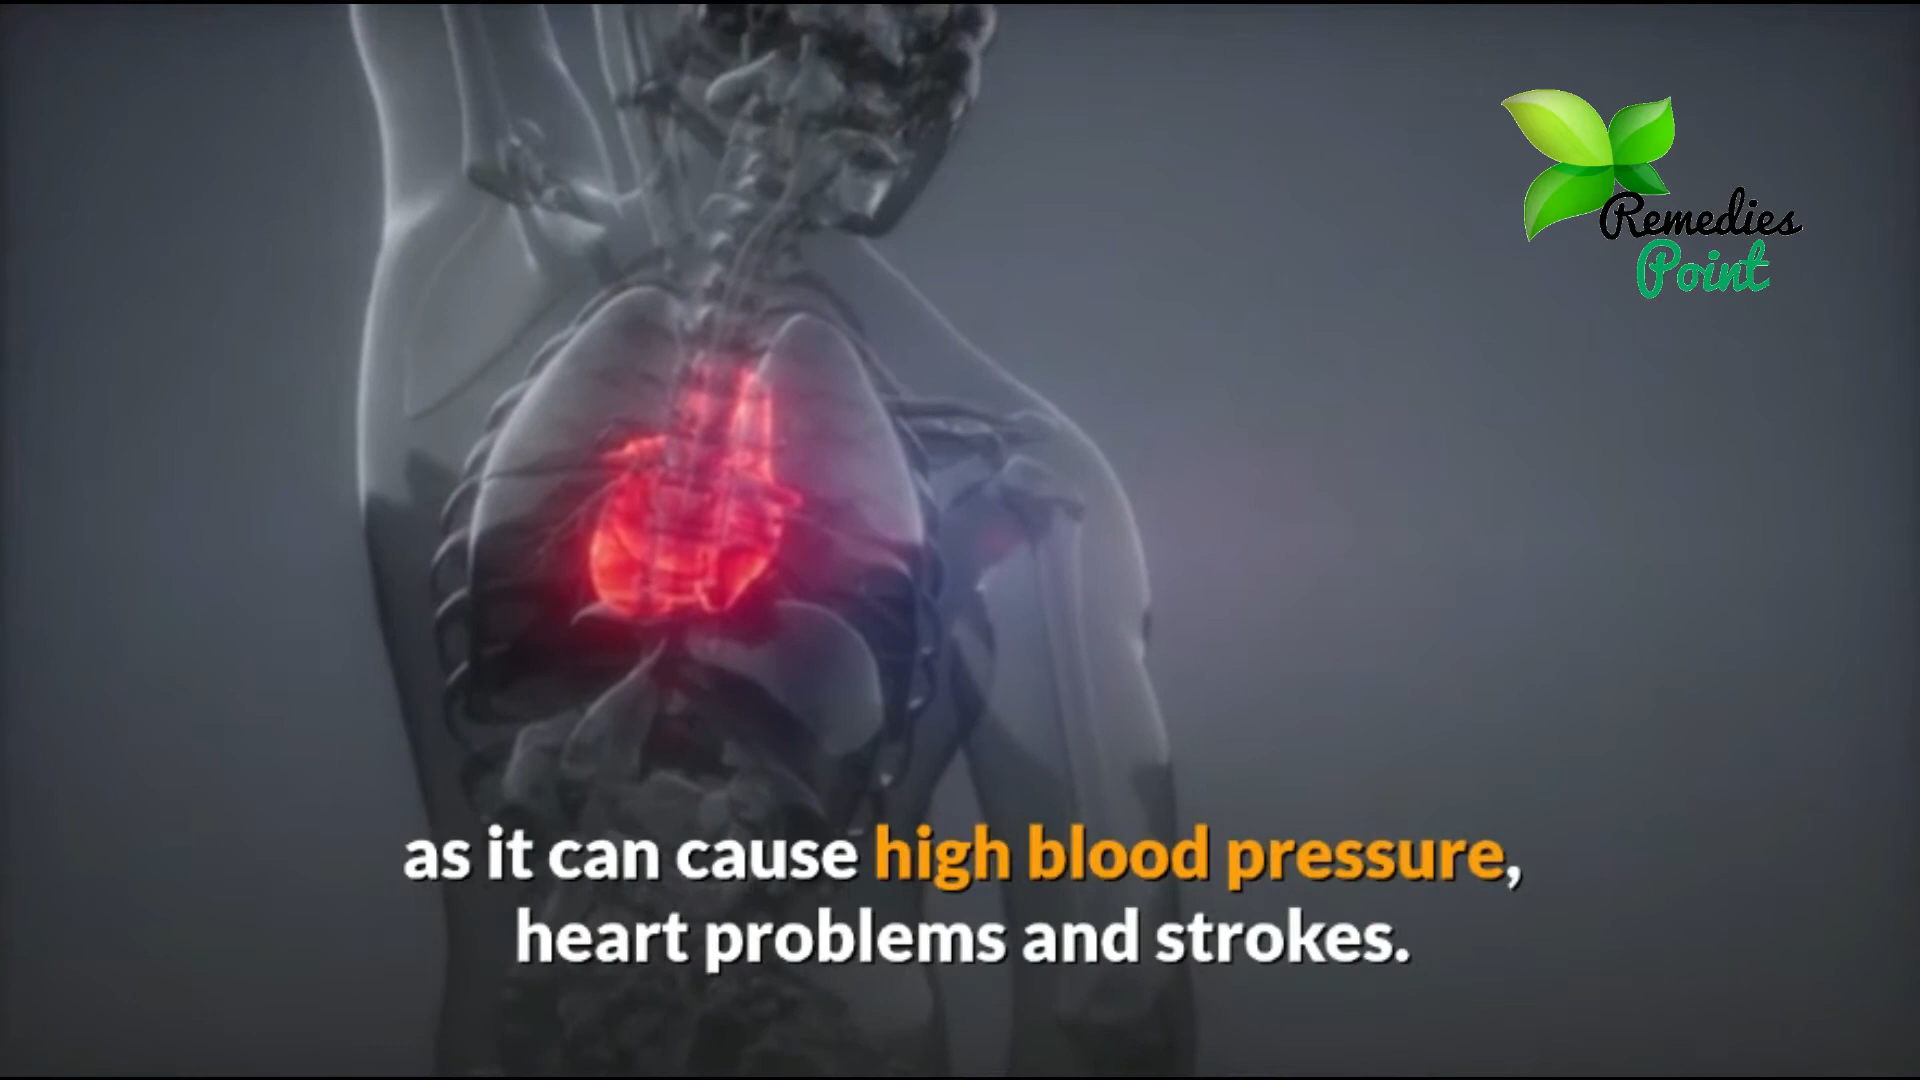 Remedies
Point
as it can cause high blood pressure,
heart problems and strokes.